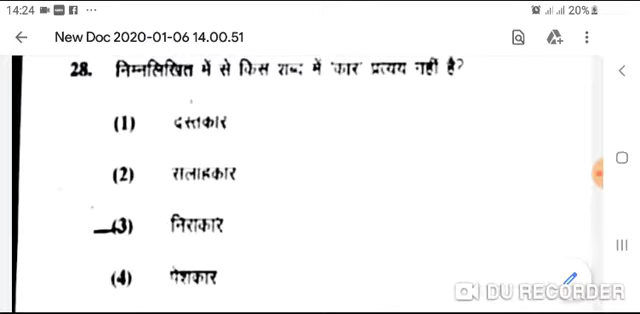 14:24
20%
New Doc 2020-01-06 14.00.51
28. निम्नलिखित में से किस शब्द में 'कार' प्रत्यय नहीं है?
(1) दस्तकार
(2) सलाहकार
(3) निराकार
(4) पेशकार
DU RECORDER